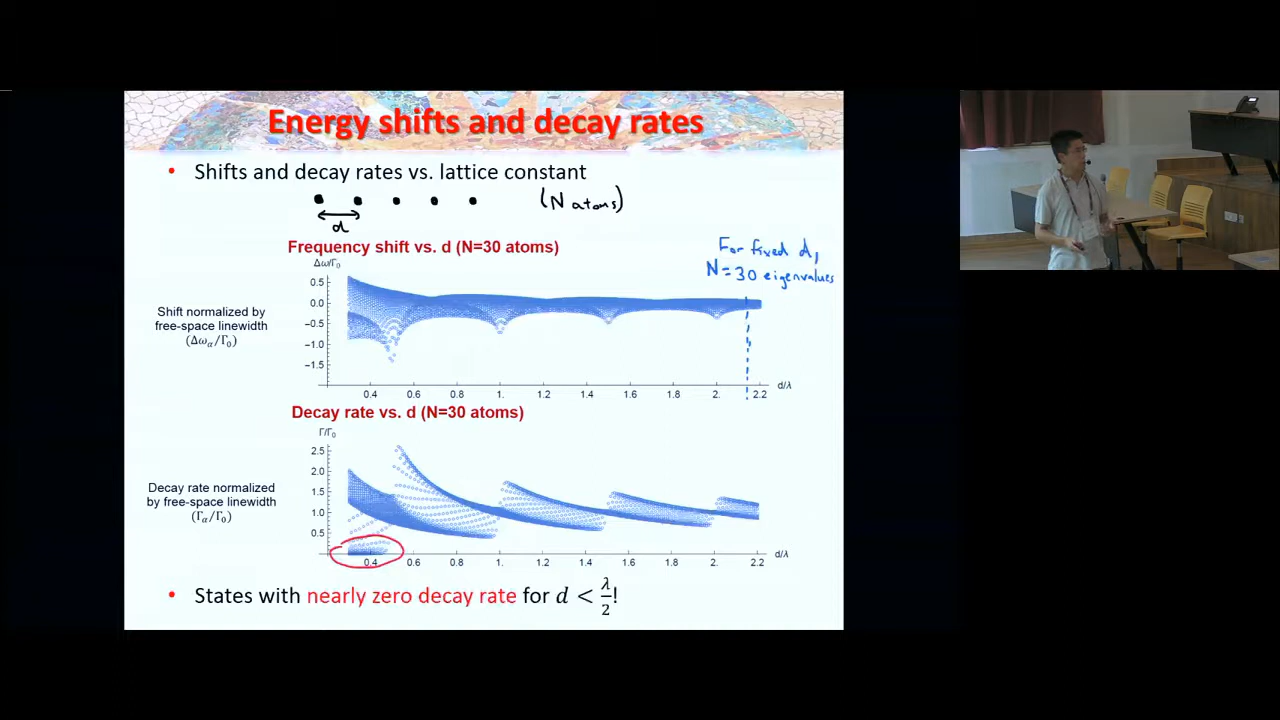 Energy shifts and decay rates
• Shifts and decay rates vs. lattice constant
(N atoms)
d
Frequency shift vs. d (N=30 atoms)
For fixed d,
N=30 eigenvalues
Δω/Γ₀
0.5
0.0
-0.5
-1.0
-1.5
0.4 0.6 0.8 1. 1.2 1.4 1.6 1.8 2. 2.2
d/λ
Shift normalized by
free-space linewidth
(Δω_α/Γ₀)
Decay rate vs. d (N=30 atoms)
Γ/Γ₀
2.5
2.0
1.5
1.0
0.5
0.4 0.6 0.8 1. 1.2 1.4 1.6 1.8 2. 2.2
d/λ
Decay rate normalized
by free-space linewidth
(Γ_α/Γ₀)
• States with nearly zero decay rate for d < λ/2!